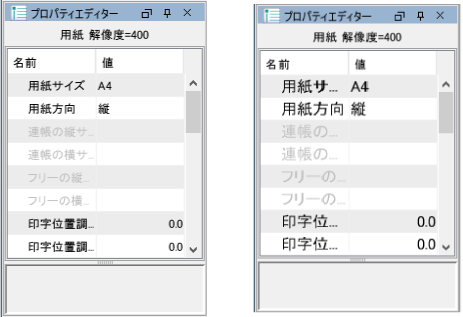 プロパティエディター
用紙 解像度=400
名前 値
用紙サイズ A4
用紙方向 縦
連帳の縦サ...
連帳の横サ...
フリーの縦...
フリーの横...
印字位置調... 0.0
印字位置調... 0.0
プロパティエディター
用紙 解像度=400
名前 値
用紙サ... A4
用紙方向 縦
連帳の...
連帳の...
フリーの...
フリーの...
印字位... 0.0
印字位... 0.0